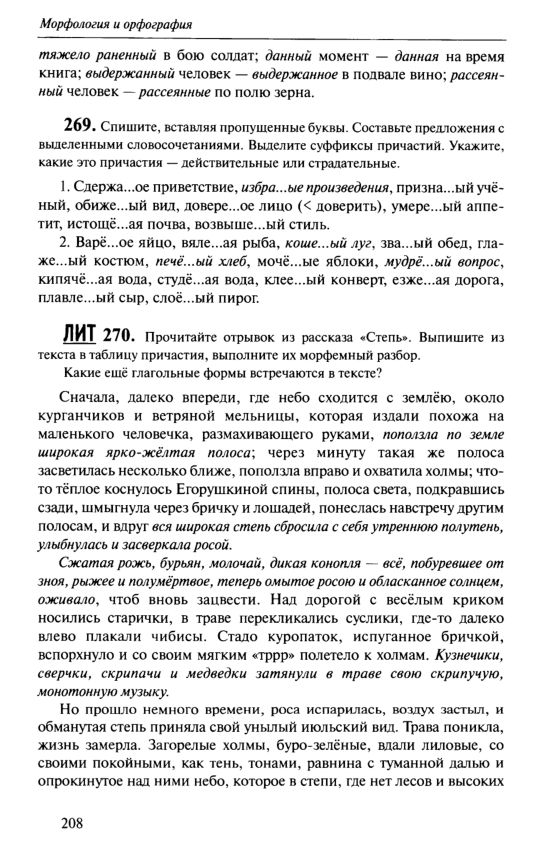 Морфология и орфография
тяжело раненный в бою солдат; данный момент — данная на время
книга; выдержанный человек — выдержанное в подвале вино; рассеян-
ный человек — рассеянные по полю зерна.
269. Спишите, вставляя пропущенные буквы. Составьте предложения с
выделенными словосочетаниями. Выделите суффиксы причастий. Укажите,
какие это причастия — действительные или страдательные.
1. Сдержа...ое приветствие, избра...ые произведения, призна...ый учё-
ный, обиже...ый вид, довере...ое лицо (< доверить), умере...ый аппе-
тит, истощё...ая почва, возвыше...ый стиль.
2. Варё...ое яйцо, вяле...ая рыба, коше...ый луг, зва...ый обед, гла-
же...ый костюм, печё...ый хлеб, мочё...ые яблоки, мудрё...ый вопрос,
кипячё...ая вода, студё...ая вода, клее...ый конверт, езже...ая дорога,
плавле...ый сыр, слоё...ый пирог.
ЛИТ 270. Прочитайте отрывок из рассказа «Степь». Выпишите из
текста в таблицу причастия, выполните их морфемный разбор.
Какие ещё глагольные формы встречаются в тексте?
Сначала, далеко впереди, где небо сходится с землёю, около
курганчиков и ветряной мельницы, которая издали похожа на
маленького человечка, размахивающего руками, поползла по земле
широкая ярко-жёлтая полоса; через минуту такая же полоса
засветилась несколько ближе, поползла вправо и охватила холмы; что-
то тёплое коснулось Егорушкиной спины, полоса света, подкравшись
сзади, шмыгнула через бричку и лошадей, понеслась навстречу другим
полосам, и вдруг вся широкая степь сбросила с себя утреннюю полутень,
улыбнулась и засверкала росой.
Сжатая рожь, бурьян, молочай, дикая конопля — всё, побуревшее от
зноя, рыжее и полумёртвое, теперь омытое росою и обласканное солнцем,
оживало, чтоб вновь зацвести. Над дорогой с весёлым криком
носились старички, в траве перекликались суслики, где-то далеко
влево плакали чибисы. Стадо куропаток, испуганное бричкой,
вспорхнуло и со своим мягким «тррр» полетело к холмам. Кузнечики,
сверчки, скрипачи и медведки затянули в траве свою скрипучую,
монотонную музыку.
Но прошло немного времени, роса испарилась, воздух застыл, и
обманутая степь приняла свой унылый июльский вид. Трава поникла,
жизнь замерла. Загорелые холмы, буро-зелёные, вдали лиловые, со
своими покойными, как тень, тонами, равнина с туманной далью и
опрокинутое над ними небо, которое в степи, где нет лесов и высоких
208